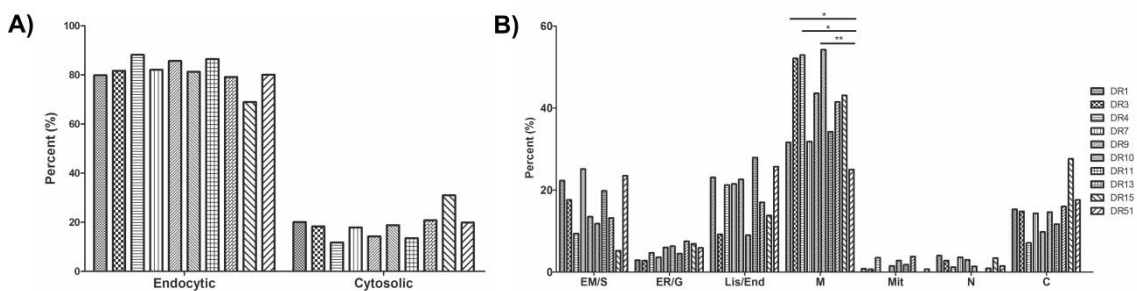 A)
Percent (%)
100
80
60
40
20
0
Endocytic Cytosolic
B)
Percent (%)
60
40
20
0
*
*
**
EM/S ER/G Lis/End M Mit N C
DR1
DR3
DR4
DR7
DR9
DR10
DR11
DR13
DR15
DR51